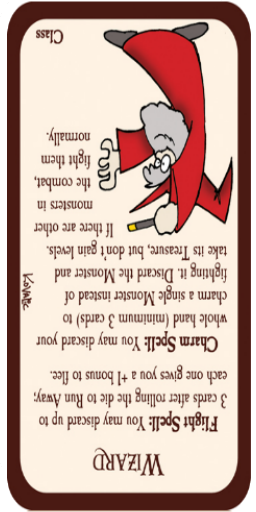 WIZARD
Flight Spell: You may discard up to
3 cards after rolling the die to Run Away;
each one gives you a +1 bonus to flee.
Charm Spell: You may discard your
whole hand (minimum 3 cards) to
charm a single Monster instead of
fighting it. Discard the Monster and
take its Treasure, but don't gain levels.
If there are other
monsters in
the combat,
fight them
normally.
Kovalic
Class